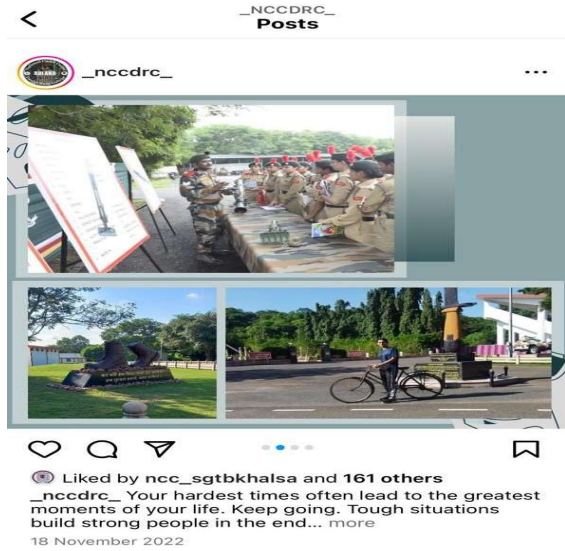 _NCCDRC_
Posts
_nccdrc_
Liked by ncc_sgtbkhalsa and 161 others
_nccdrc_ Your hardest times often lead to the greatest
moments of your life. Keep going. Tough situations
build strong people in the end... more
18 November 2022